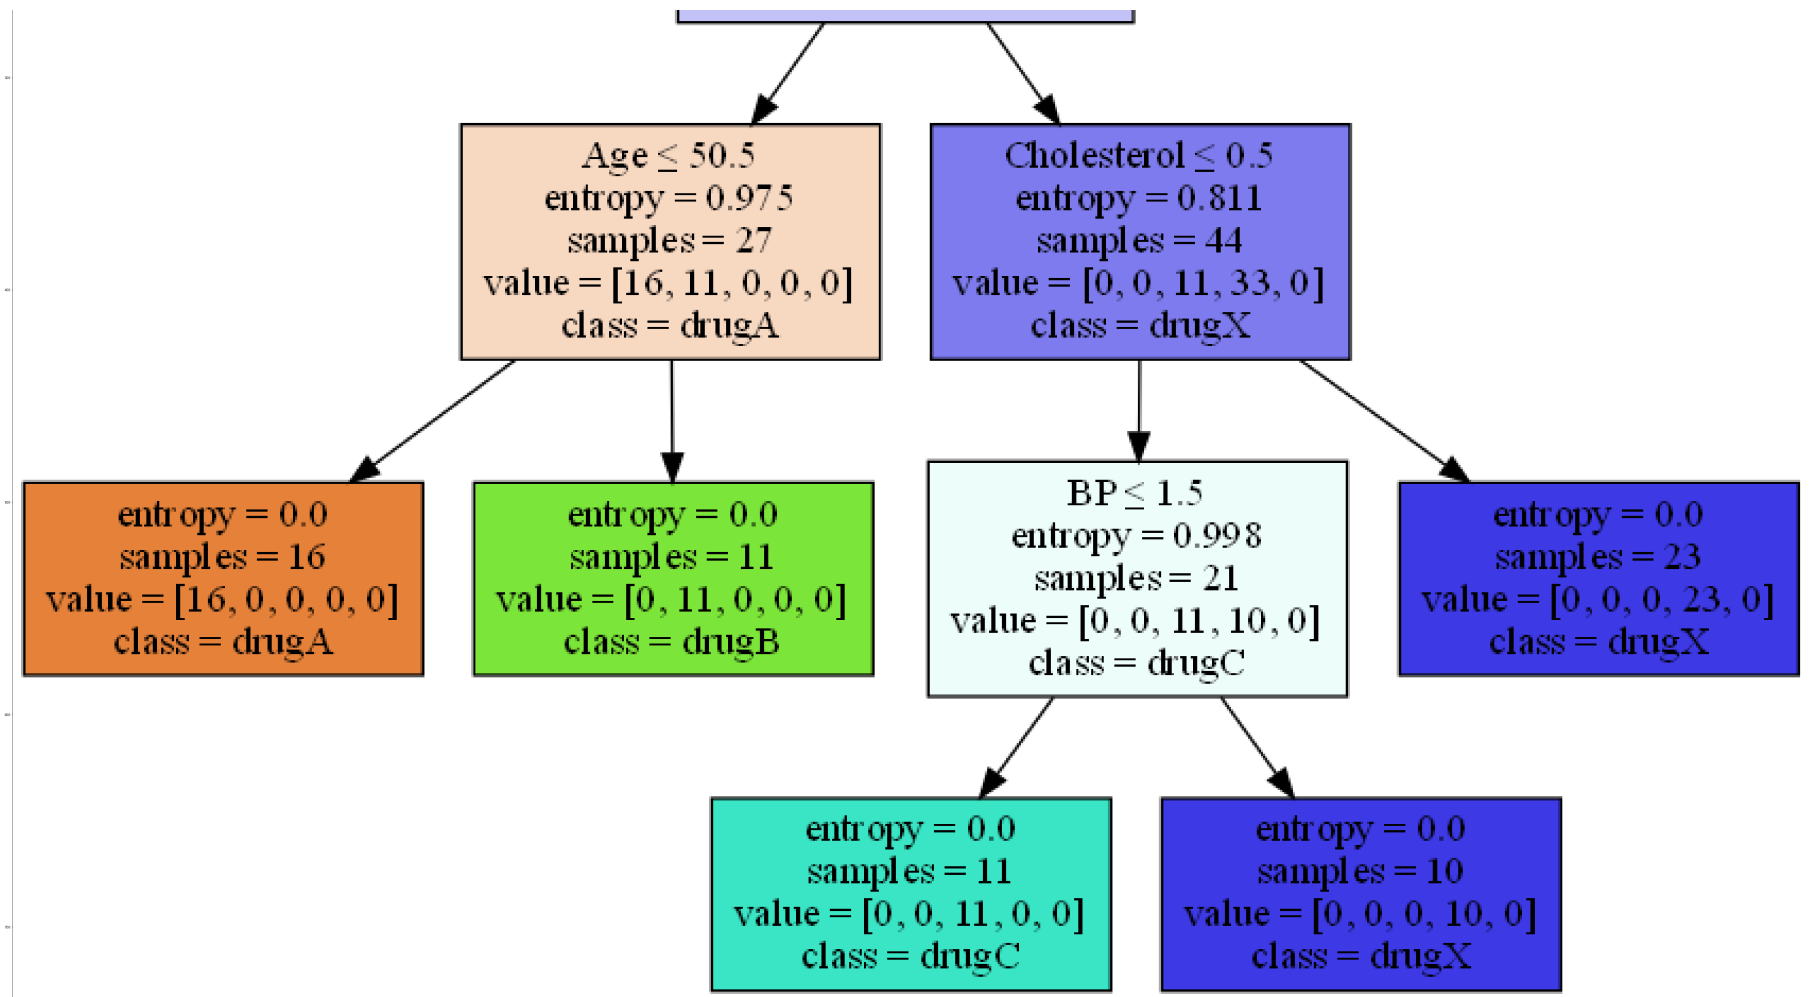 Age ≤ 50.5
entropy = 0.975
samples = 27
value = [16, 11, 0, 0, 0]
class = drugA
Cholesterol ≤ 0.5
entropy = 0.811
samples = 44
value = [0, 0, 11, 33, 0]
class = drugX
entropy = 0.0
samples = 16
value = [16, 0, 0, 0, 0]
class = drugA
entropy = 0.0
samples = 11
value = [0, 11, 0, 0, 0]
class = drugB
BP ≤ 1.5
entropy = 0.998
samples = 21
value = [0, 0, 11, 10, 0]
class = drugC
entropy = 0.0
samples = 23
value = [0, 0, 0, 23, 0]
class = drugX
entropy = 0.0
samples = 11
value = [0, 0, 11, 0, 0]
class = drugC
entropy = 0.0
samples = 10
value = [0, 0, 0, 10, 0]
class = drugX